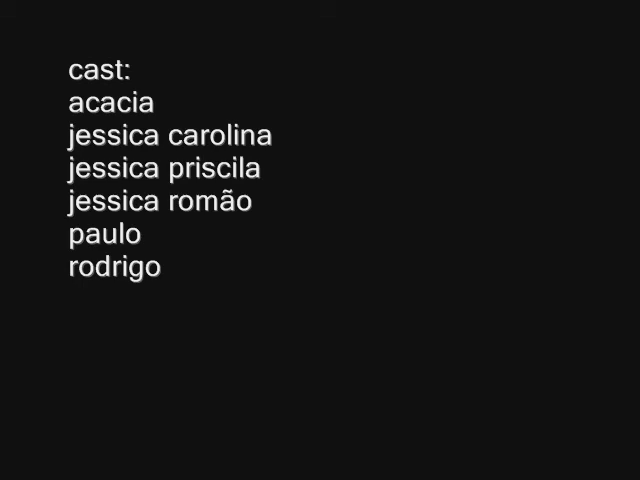 cast:
acacia
jessica carolina
jessica priscila
jessica romão
paulo
rodrigo